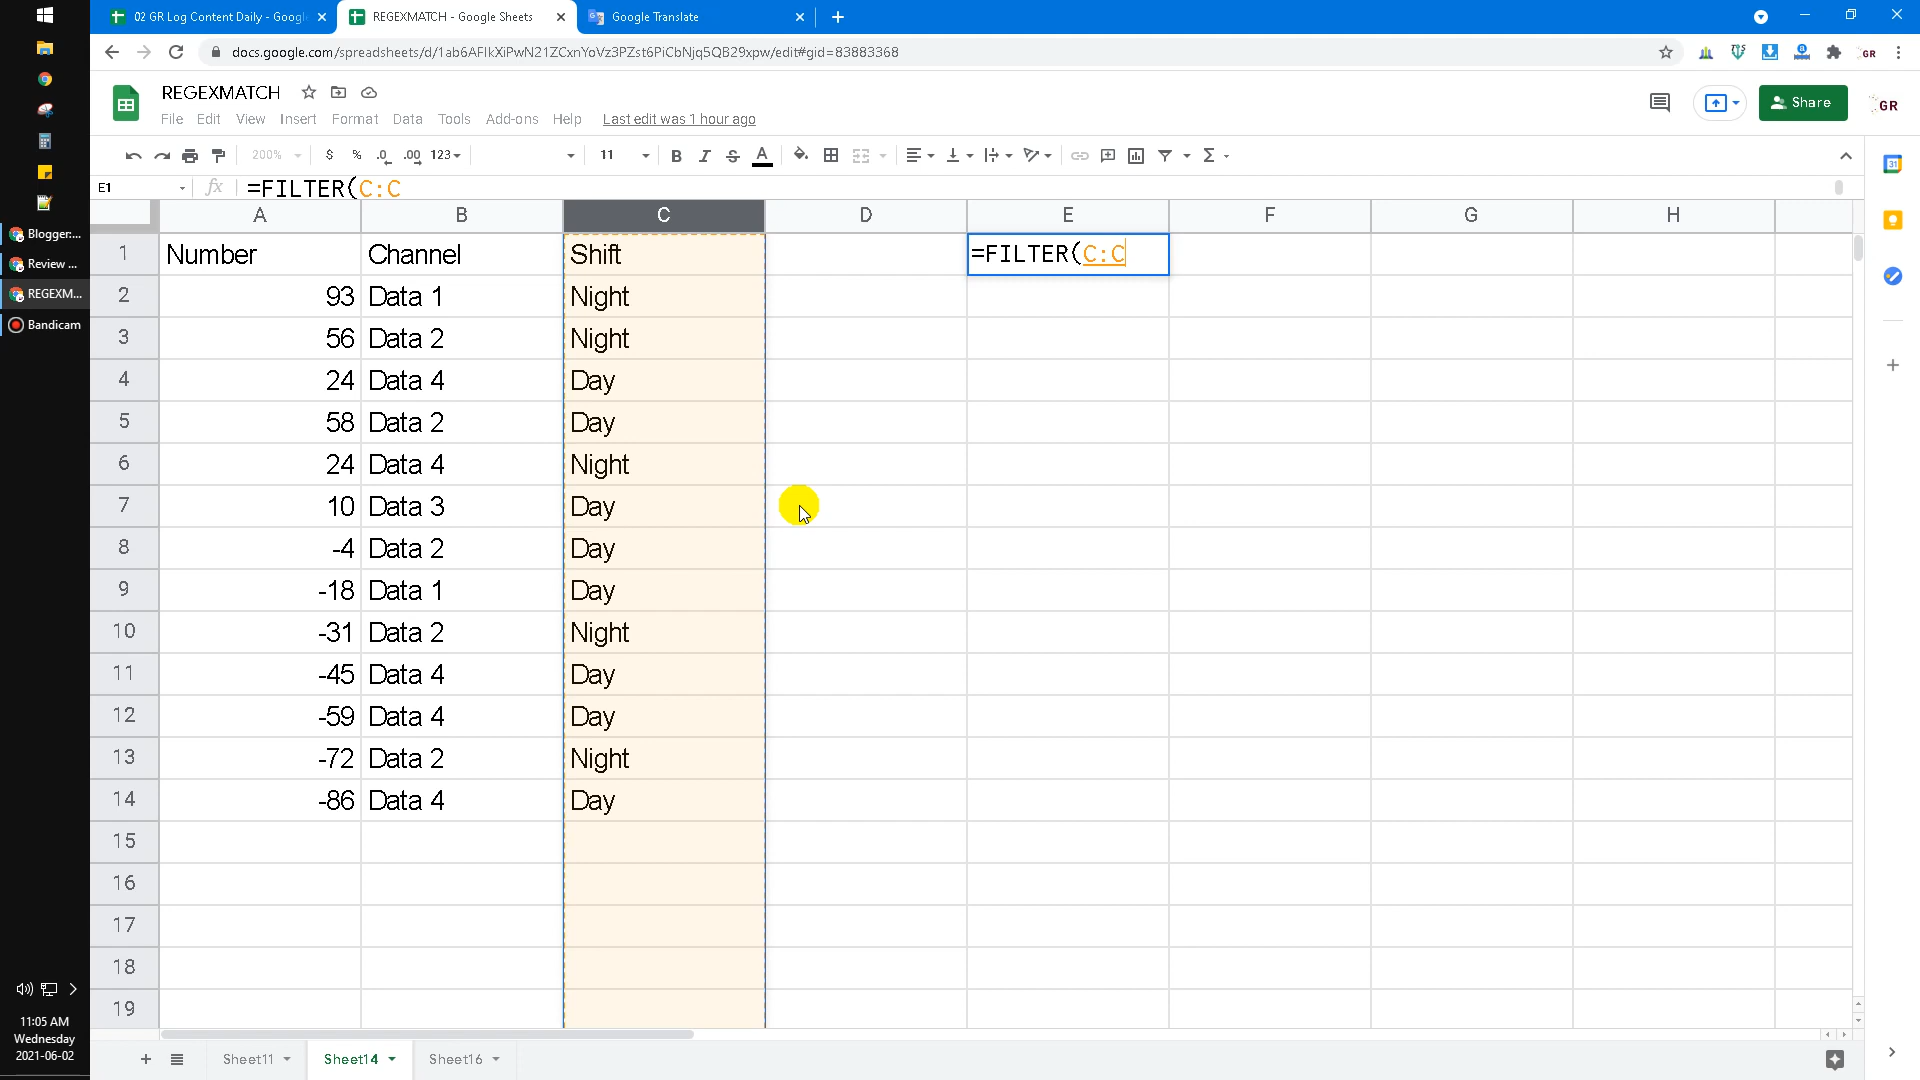 02 GR Log Content Daily - Googl
REGEXMATCH - Google Sheets
Google Translate
docs.google.com/spreadsheets/d/1ab6AFlkXiPwN21ZCxnYoVz3PZst6PiCbNjq5QB29xpw/edit#gid=83883368
GR
REGEXMATCH
File Edit View Insert Format Data Tools Add-ons Help Last edit was 1 hour ago
Share
GR
200% $ % .0 .00 123 11 B I S A Σ
E1 fx =FILTER(C:C
A B C D E F G H
1 Number Channel Shift =FILTER(C:C
2 93 Data 1 Night
3 56 Data 2 Night
4 24 Data 4 Day
5 58 Data 2 Day
6 24 Data 4 Night
7 10 Data 3 Day
8 -4 Data 2 Day
9 -18 Data 1 Day
10 -31 Data 2 Night
11 -45 Data 4 Day
12 -59 Data 4 Day
13 -72 Data 2 Night
14 -86 Data 4 Day
15
16
17
18
19
Sheet11 Sheet14 Sheet16
Blogger:...
Review ...
REGEXM...
Bandicam
31
11:05 AM
Wednesday
2021-06-02